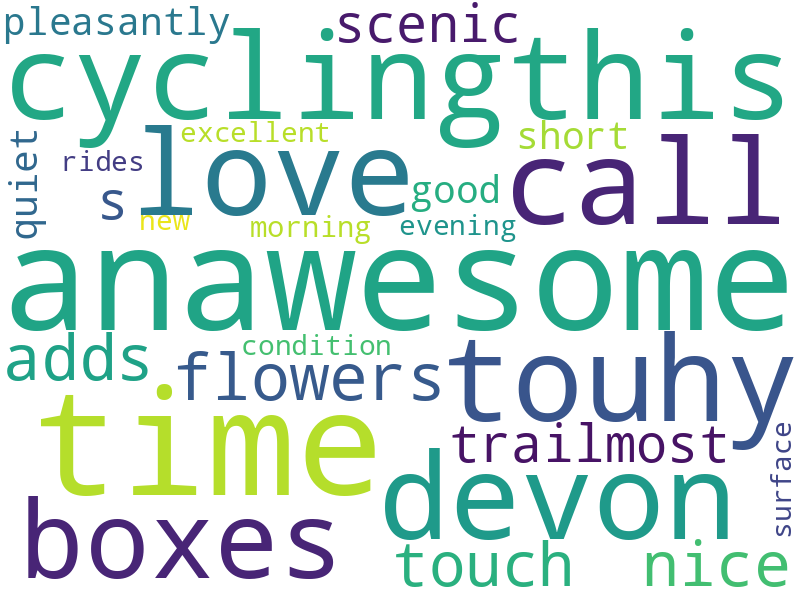 pleasantly
scenic
cyclingthis
excellent
short
quiet
rides
love
call
s
good
new
morning
evening
anawesome
adds
condition
flowers
touhy
time
trailmost
surface
devon
boxes
touch
nice